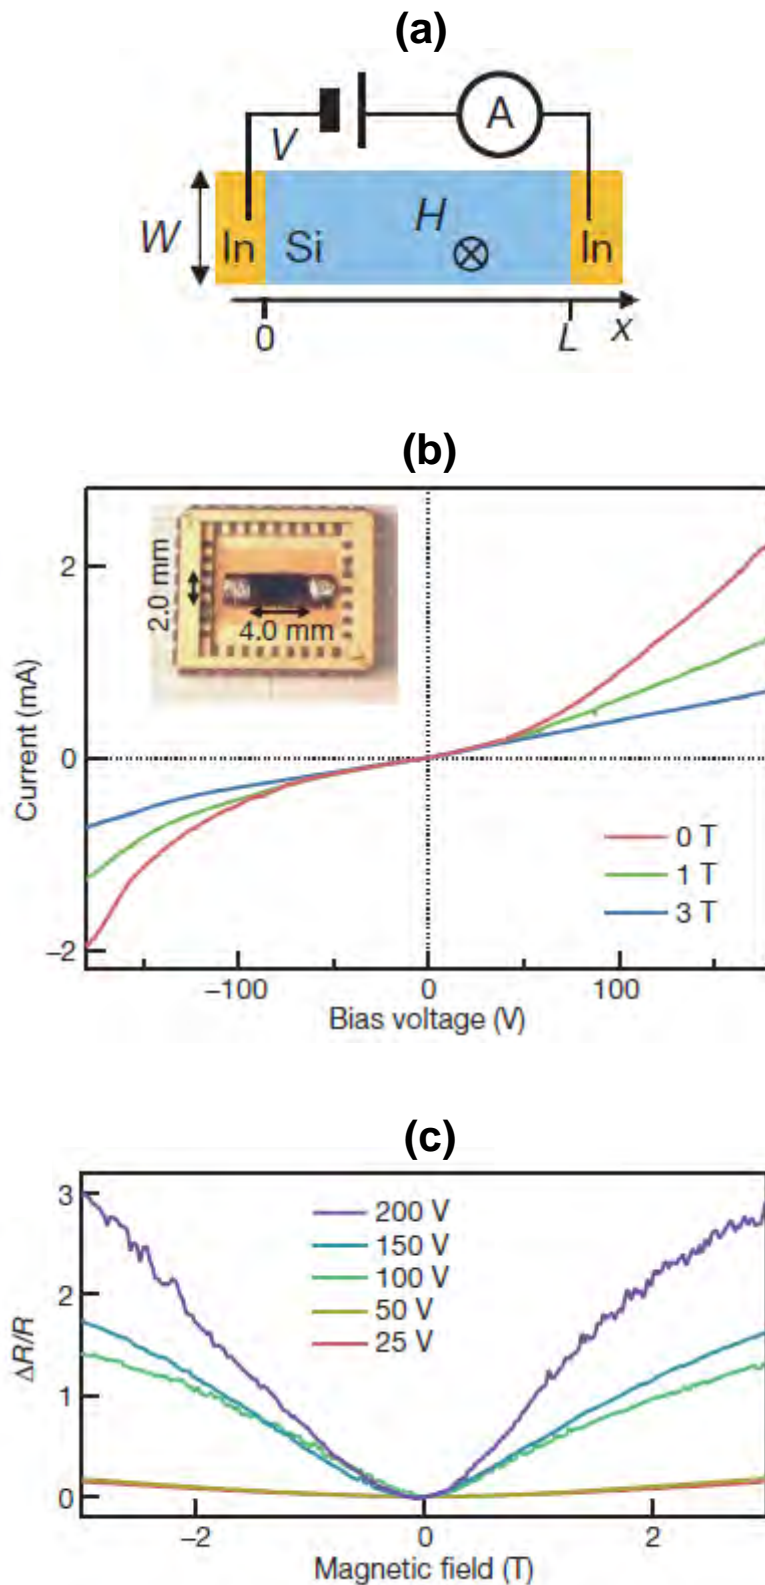 (a)
V
A
W
In
Si
H
In
0
L
x
(b)
2
0
−2
Current (mA)
2.0 mm
4.0 mm
0 T
1 T
3 T
−100
0
100
Bias voltage (V)
(c)
3
2
1
0
ΔR/R
200 V
150 V
100 V
50 V
25 V
−2
0
2
Magnetic field (T)